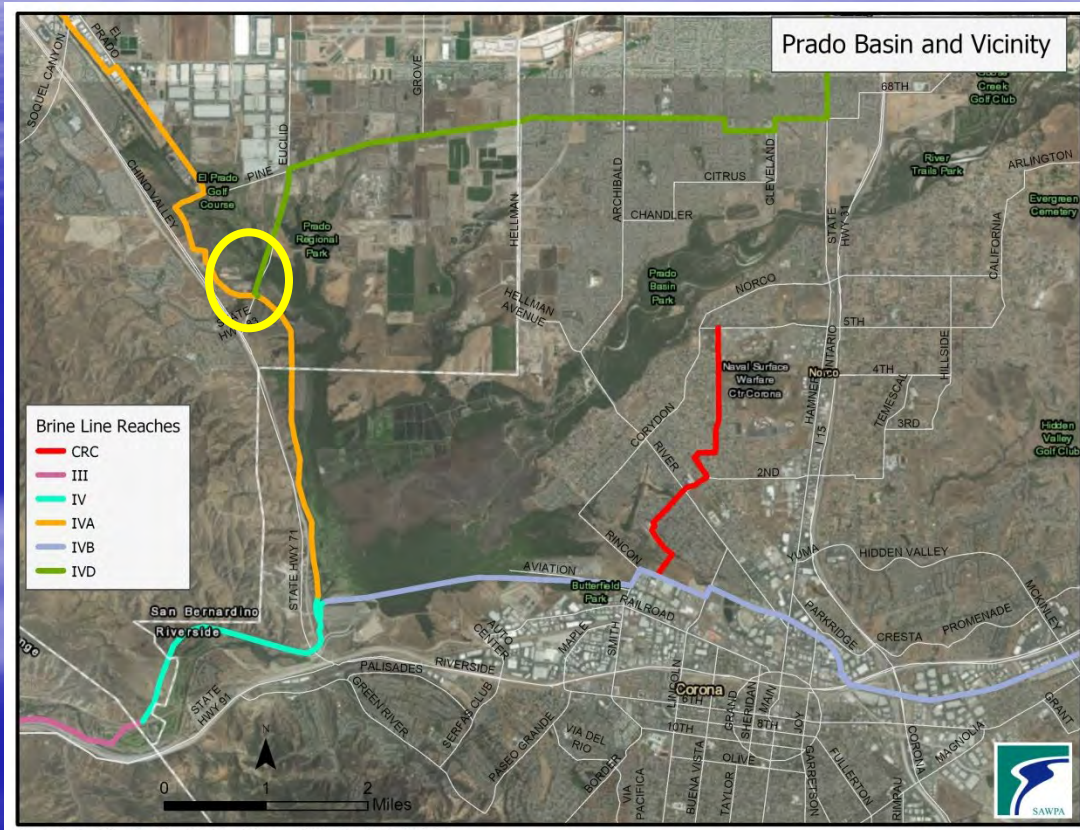 Prado Basin and Vicinity
EL
PRADO
SOQUEL CANYON
GROVE
68TH
Creek
Golf Club
EUCLID
PINE
El Prado
Golf
Course
CHINO VALLEY
ARCHIBALD
CITRUS
CLEVELAND
River
Trails Park
ARLINGTON
Evergreen
Cemetery
CHANDLER
STATE
HWY 31
CALIFORNIA
Prado
Regional
Park
HELLMAN
Prado
Basin
Park
NORCO
HELLMAN
AVENUE
STATE
5TH
Naval Surface
Warfare
Ctr Corona
Norco
4TH
HILLSIDE
TEMESCAL
3RD
HAMNER
ONTARIO
I 15
CORYDON
RIVER
2ND
Hidden
Valley
Golf Club
Brine Line Reaches
CRC
III
IV
IVA
IVB
IVD
STATE HWY 71
RINCON
YUMA
HIDDEN VALLEY
AVIATION
Butterfield
Park
RAILROAD
PARKRIDGE
CRESTA
PROMENADE
MCKINLEY
San Bernardino
Riverside
AUTO
CENTER
MAPLE
SMITH
RIVERSIDE
PALISADES
STATE
HWY 91
GREEN RIVER
SERFAS CLUB
PASEO GRANDE
LINCOLN
Corona
6TH
GRAND
SHERIDAN
MAIN
JOY
8TH
10TH
OLIVE
VIA DEL
RIO
BORDER
VIA
PACIFICA
BUENA VISTA
TAYLOR
GARRETSON
FULLERTON
RIMPAU
CORONA
MAGNOLIA
GRANT
N
0
1
2
Miles
SAWPA